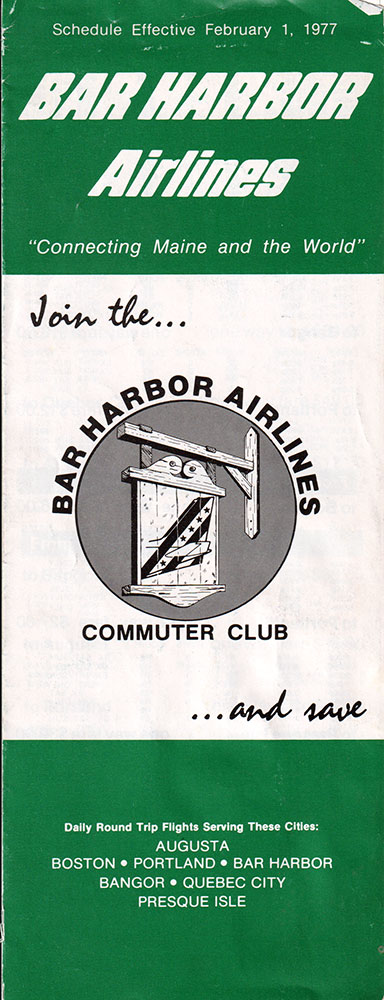 Schedule Effective February 1, 1977
BAR HARBOR
Airlines
"Connecting Maine and the World"
Join the...
BAR HARBOR AIRLINES
COMMUTER CLUB
...and save
Daily Round Trip Flights Serving These Cities:
AUGUSTA
BOSTON • PORTLAND • BAR HARBOR
BANGOR • QUEBEC CITY
PRESQUE ISLE